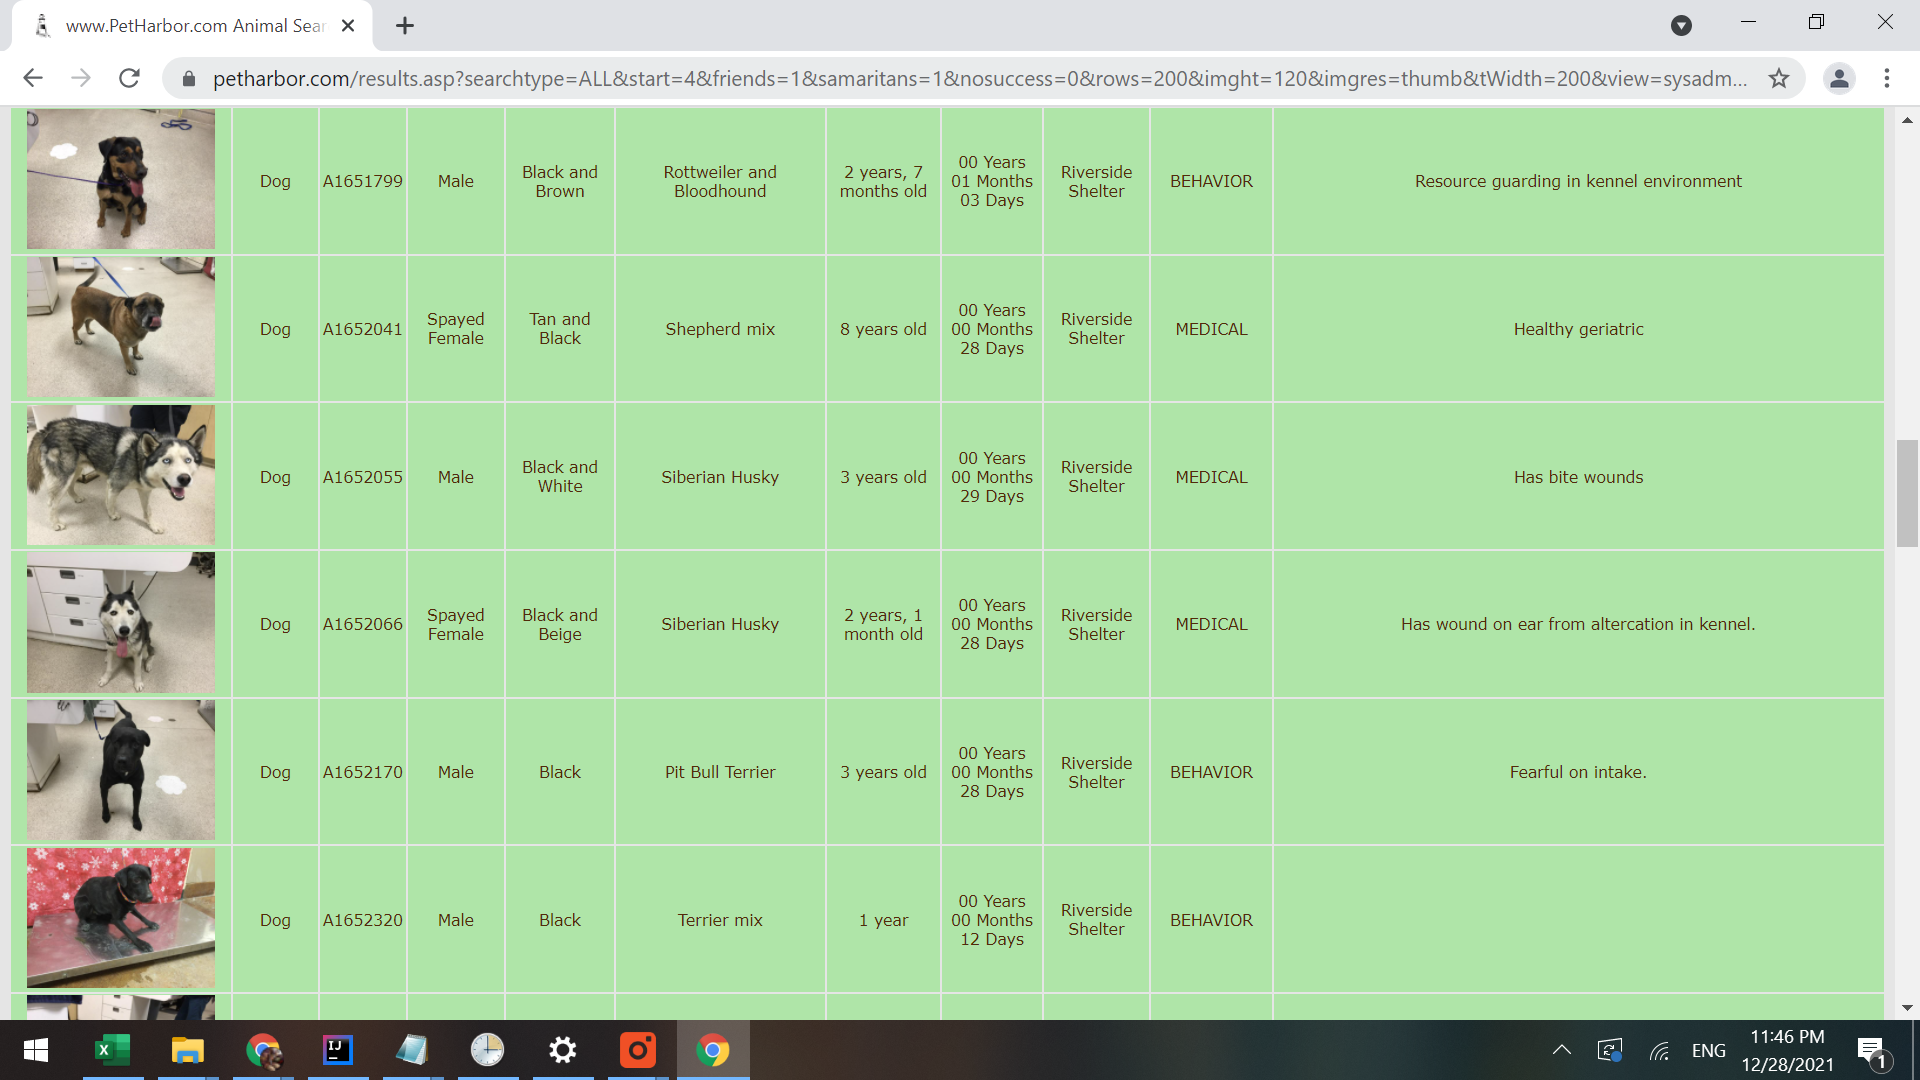 www.PetHarbor.com Animal Sear
petharbor.com/results.asp?searchtype=ALL&start=4&friends=1&samaritans=1&nosuccess=0&rows=200&imght=120&imgres=thumb&tWidth=200&view=sysadm...
Dog A1651799 Male Black and Brown Rottweiler and Bloodhound 2 years, 7 months old 00 Years 01 Months 03 Days Riverside Shelter BEHAVIOR Resource guarding in kennel environment
Dog A1652041 Spayed Female Tan and Black Shepherd mix 8 years old 00 Years 00 Months 28 Days Riverside Shelter MEDICAL Healthy geriatric
Dog A1652055 Male Black and White Siberian Husky 3 years old 00 Years 00 Months 29 Days Riverside Shelter MEDICAL Has bite wounds
Dog A1652066 Spayed Female Black and Beige Siberian Husky 2 years, 1 month old 00 Years 00 Months 28 Days Riverside Shelter MEDICAL Has wound on ear from altercation in kennel.
Dog A1652170 Male Black Pit Bull Terrier 3 years old 00 Years 00 Months 28 Days Riverside Shelter BEHAVIOR Fearful on intake.
Dog A1652320 Male Black Terrier mix 1 year 00 Years 00 Months 12 Days Riverside Shelter BEHAVIOR
IJ
ENG
11:46 PM
12/28/2021
1